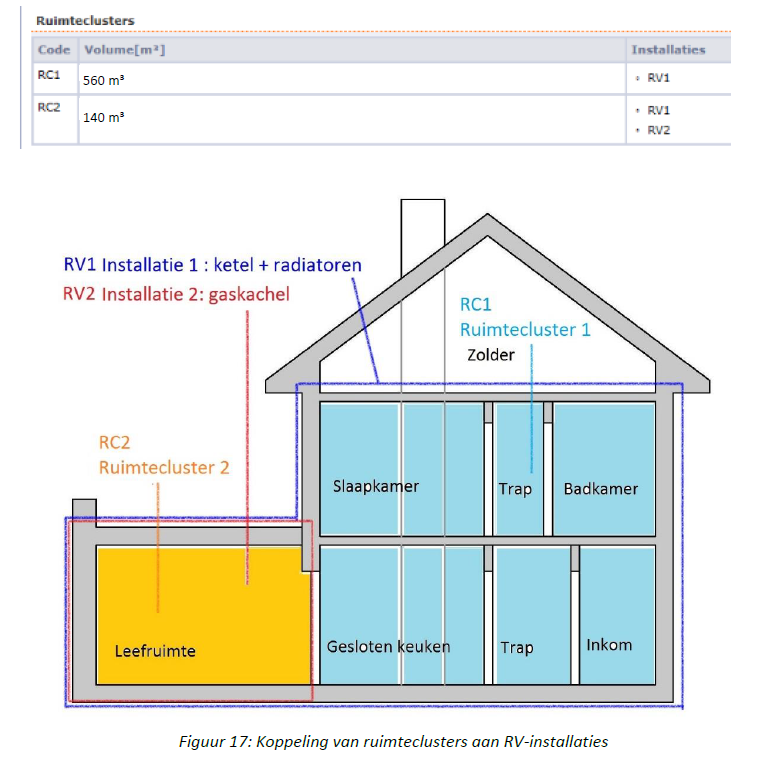 Ruimteclusters
Code Volume[m³] Installaties
RC1 560 m³ ◦ RV1
RC2 140 m³ ◦ RV1
◦ RV2
RV1 Installatie 1 : ketel + radiatoren
RV2 Installatie 2: gaskachel
RC1
Ruimtecluster 1
Zolder
RC2
Ruimtecluster 2
Slaapkamer Trap Badkamer
Leefruimte Gesloten keuken Trap Inkom
Figuur 17: Koppeling van ruimteclusters aan RV-installaties